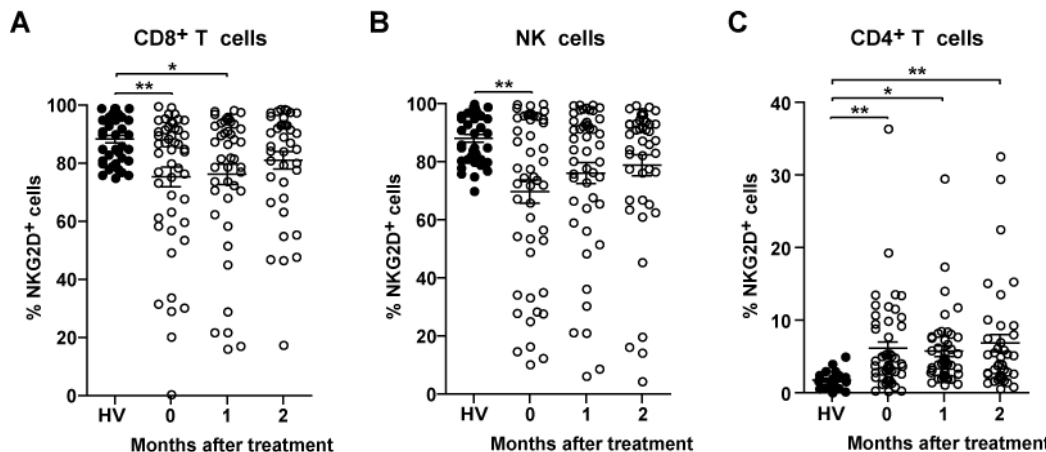 A
CD8+ T cells
*
**
% NKG2D+ cells
100
80
60
40
20
0
HV 0 1 2
Months after treatment
B
NK cells
**
% NKG2D+ cells
100
80
60
40
20
0
HV 0 1 2
Months after treatment
C
CD4+ T cells
**
*
**
% NKG2D+ cells
40
30
20
10
0
HV 0 1 2
Months after treatment